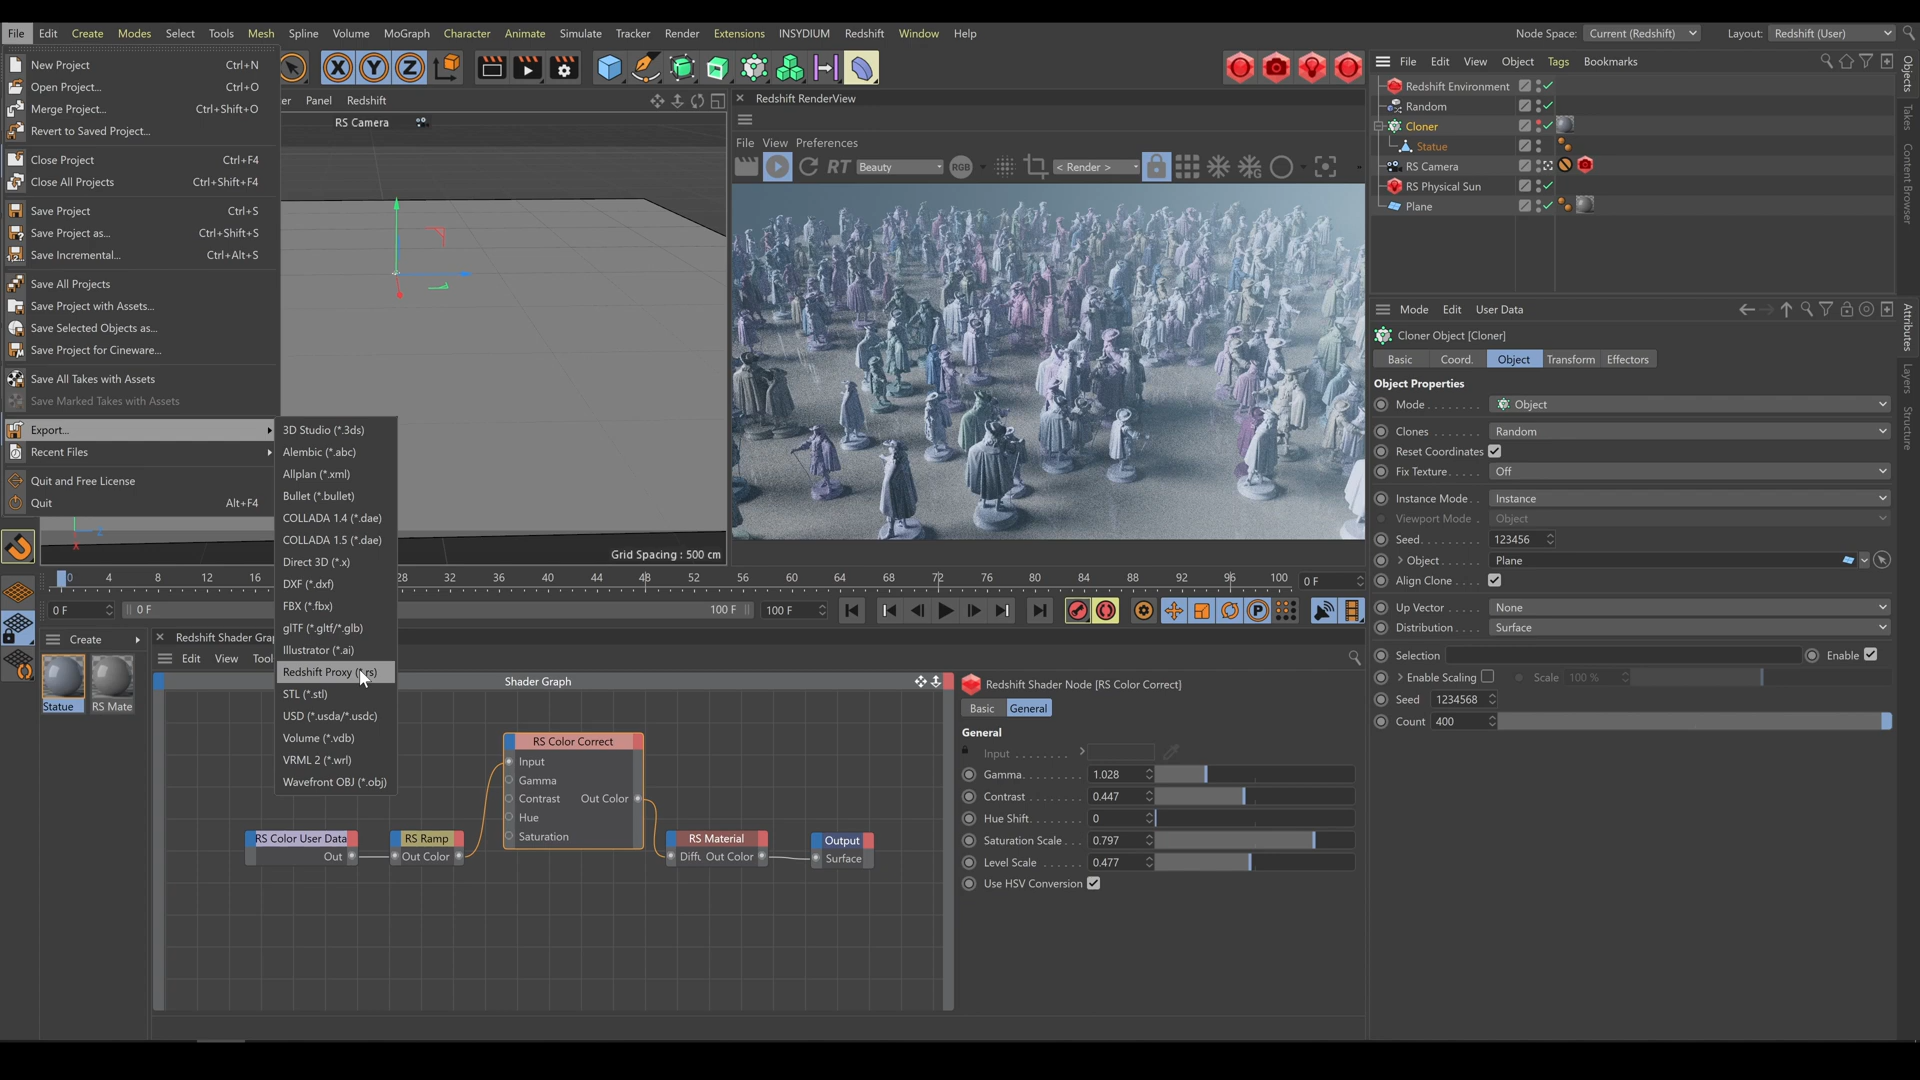 File Edit Create Modes Select Tools Mesh Spline Volume MoGraph Character Animate Simulate Tracker Render Extensions INSYDIUM Redshift Window Help
Node Space: Current (Redshift) Layout: Redshift (User)
New Project Ctrl+N
Open Project... Ctrl+O
Merge Project... Ctrl+Shift+O
Revert to Saved Project...
Close Project Ctrl+F4
Close All Projects Ctrl+Shift+F4
Save Project Ctrl+S
Save Project as... Ctrl+Shift+S
Save Incremental... Ctrl+Alt+S
Save All Projects
Save Project with Assets...
Save Selected Objects as...
Save Project for Cineware...
Save All Takes with Assets
Save Marked Takes with Assets
Export...
Recent Files
Quit and Free License
Quit Alt+F4
3D Studio (*.3ds)
Alembic (*.abc)
Allplan (*.xml)
Bullet (*.bullet)
COLLADA 1.4 (*.dae)
COLLADA 1.5 (*.dae)
Direct 3D (*.x)
DXF (*.dxf)
FBX (*.fbx)
glTF (*.gltf/*.glb)
Illustrator (*.ai)
Redshift Proxy (*.rs)
STL (*.stl)
USD (*.usda/*.usdc)
Volume (*.vdb)
VRML 2 (*.wrl)
Wavefront OBJ (*.obj)
X Y Z
er Panel Redshift
RS Camera
Grid Spacing : 500 cm
Redshift RenderView
File View Preferences
RT Beauty RGB < Render >
0 4 8 12 16 28 32 36 40 44 48 52 56 60 64 68 72 76 80 84 88 92 96 100 0 F
0 F 0 F 100 F 100 F
P
Create
Statue RS Mate
Redshift Shader Gra
Edit View Tool
Shader Graph
RS Color User Data
Out
RS Ramp
Out Color
RS Color Correct
Input
Gamma
Contrast Out Color
Hue
Saturation
RS Material
Diffu Out Color
Output
Surface
Redshift Shader Node [RS Color Correct]
Basic General
General
Input
Gamma 1.028
Contrast 0.447
Hue Shift 0
Saturation Scale 0.797
Level Scale 0.477
Use HSV Conversion
File Edit View Object Tags Bookmarks
Redshift Environment
Random
Cloner
Statue
RS Camera
RS Physical Sun
Plane
Mode Edit User Data
Cloner Object [Cloner]
Basic Coord. Object Transform Effectors
Object Properties
Mode Object
Clones Random
Reset Coordinates
Fix Texture Off
Instance Mode Instance
Viewport Mode Object
Seed 123456
Object Plane
Align Clone
Up Vector None
Distribution Surface
Selection Enable
Enable Scaling Scale 100 %
Seed 1234568
Count 400
Objects
Takes
Content Browser
Attributes
Layers
Structure